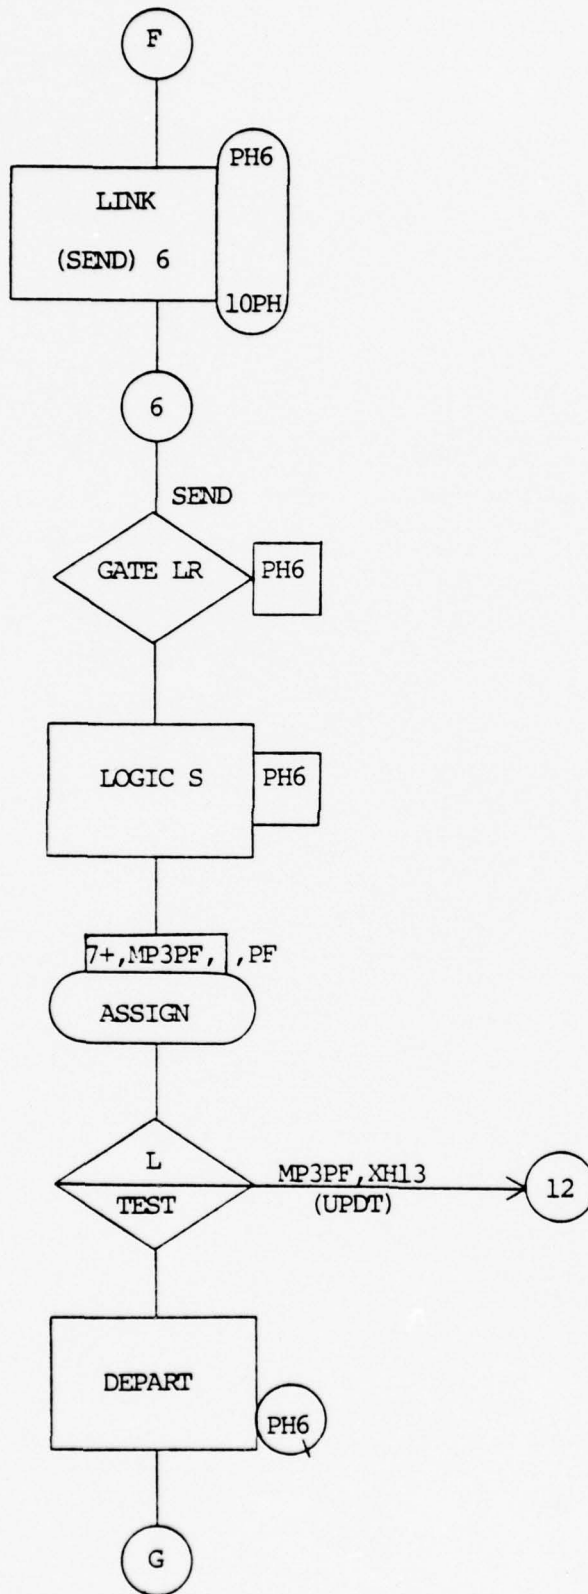 F
PH6
LINK
(SEND) 6
10PH
6
SEND
GATE LR
PH6
LOGIC S
PH6
7+,MP3PF, ,PF
ASSIGN
L
MP3PF,XH13
12
TEST
(UPDT)
DEPART
PH6
G